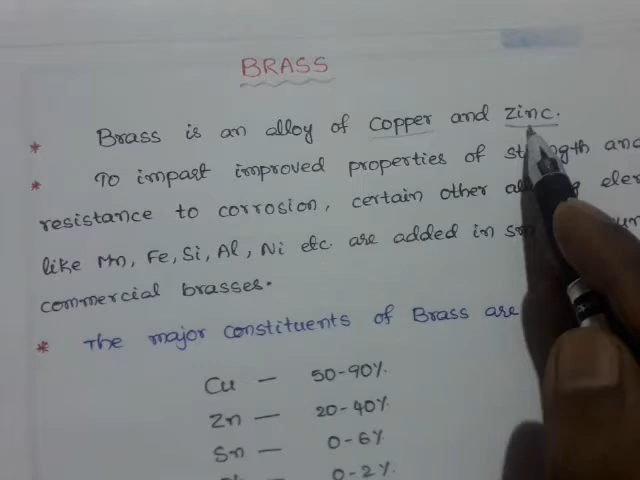 BRASS
* Brass is an alloy of copper and zinc.
* To impart improved properties of and
resistance to corrosion, certain other
like Mn, Fe, Si, Al, Ni etc. are added in
commercial brasses.
* The major constituents of Brass are
Cu — 50-90%
Zn — 20-40%
Sn — 0-6%
— 0-2%